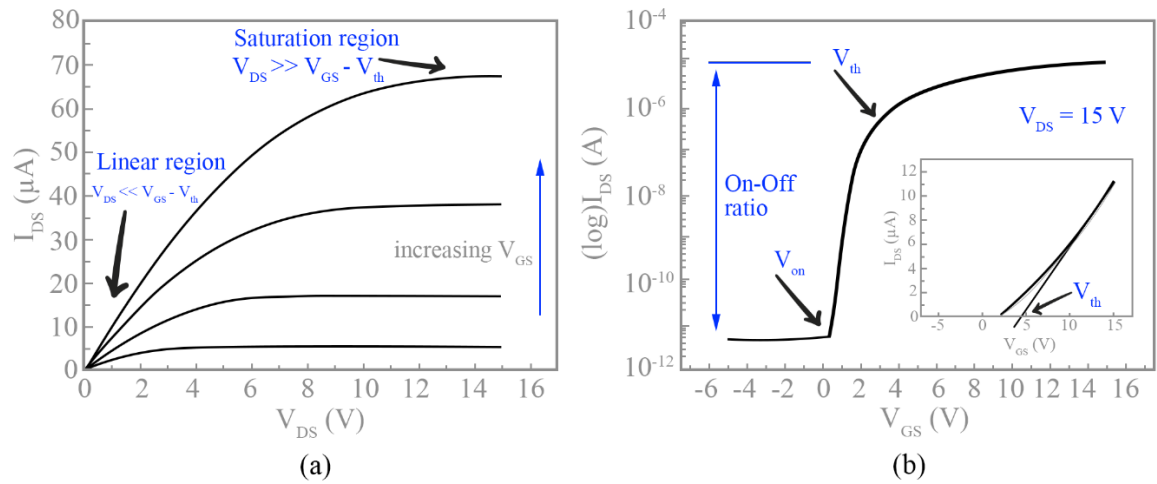 80
70
60
50
40
30
20
10
0
I_DS (μA)
Saturation region
V_DS >> V_GS - V_th
Linear region
V_DS << V_GS - V_th
increasing V_GS
0 2 4 6 8 10 12 14 16
V_DS (V)
(a)
10^-4
10^-6
10^-8
10^-10
10^-12
(log)I_DS (A)
V_th
V_DS = 15 V
On-Off
ratio
V_on
12
10
8
6
4
2
0
I_DS (μA)
V_th
-5 0 5 10 15
V_GS (V)
-6 -4 -2 0 2 4 6 8 10 12 14 16
V_GS (V)
(b)